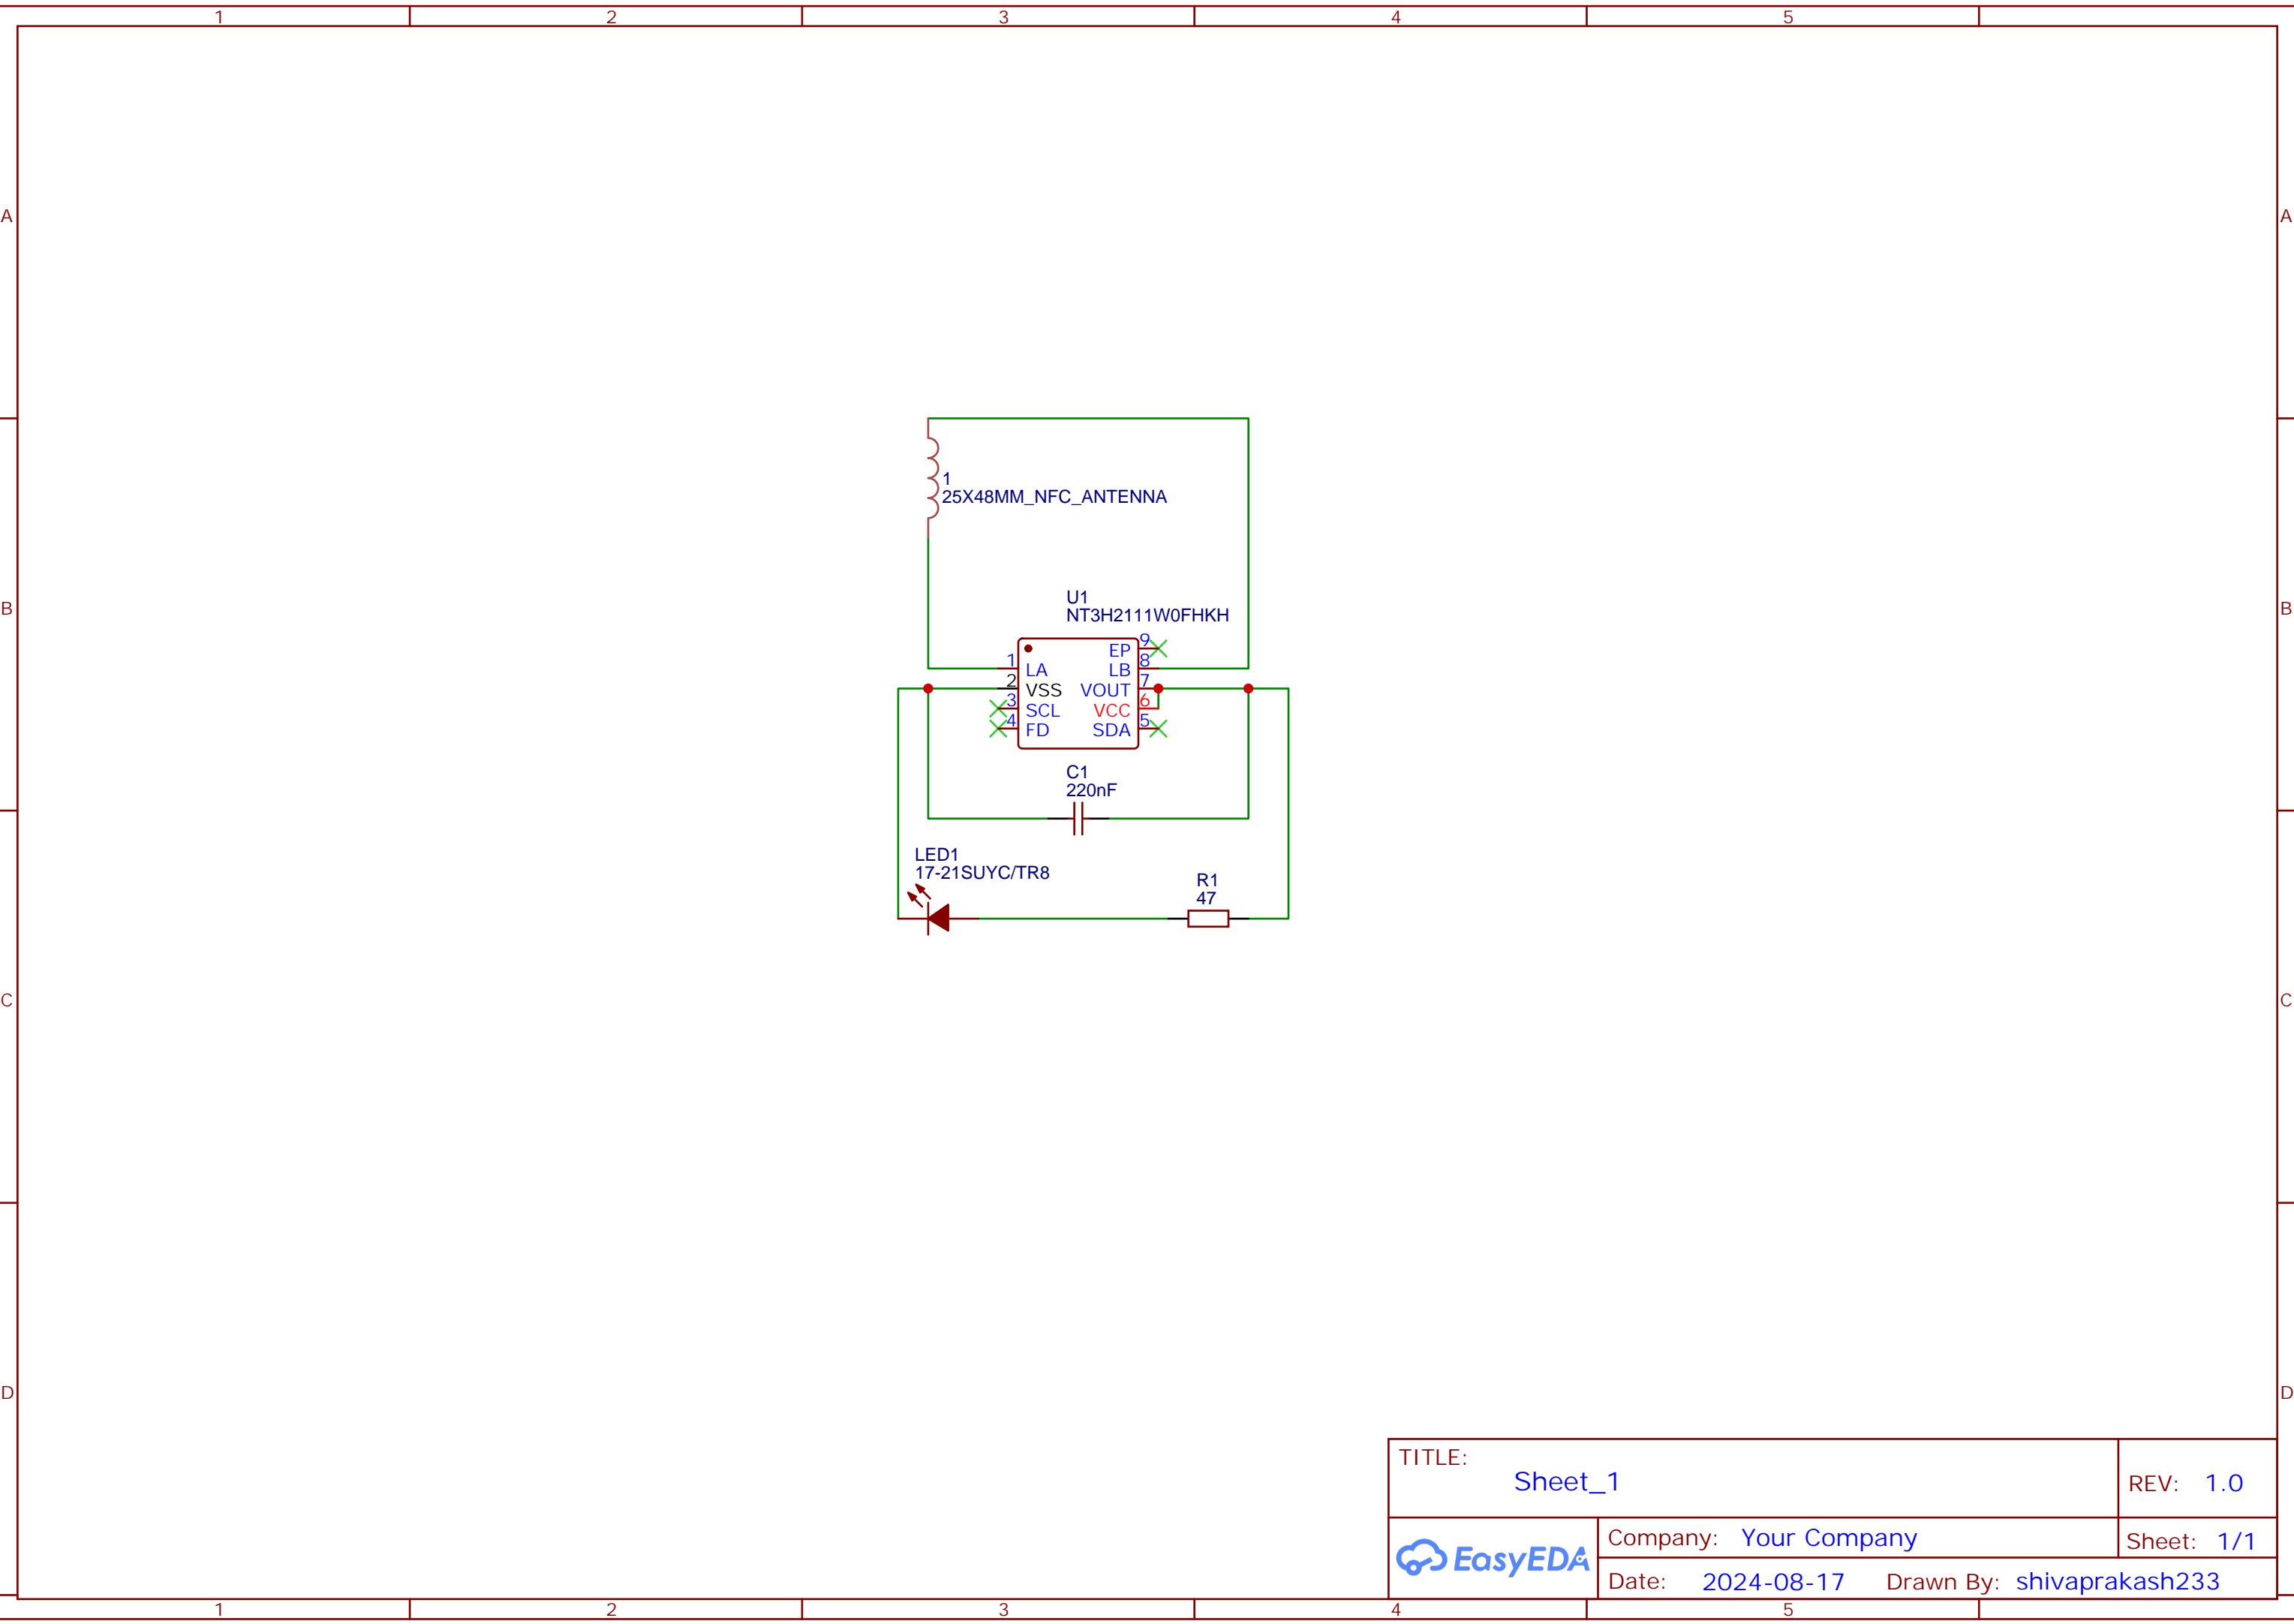 1 2 3 4 5
A A
1
25X48MM_NFC_ANTENNA
U1
NT3H2111W0FHKH
B B
9 EP
1 LA LB 8
2 VSS VOUT 7
3 SCL VCC 6
4 FD SDA 5
C1
220nF
LED1
17-21SUYC/TR8
R1
47
C C
D D
TITLE:
Sheet_1
REV: 1.0
EasyEDA
Company: Your Company
Sheet: 1/1
Date: 2024-08-17 Drawn By: shivaprakash233
1 2 3 4 5